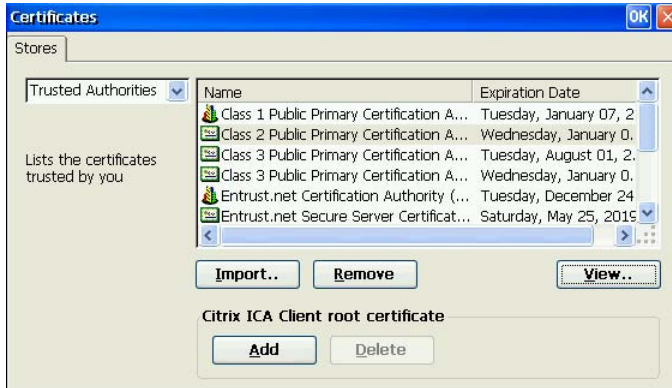 Certificates OK
Stores
Trusted Authorities
Lists the certificates
trusted by you
Name Expiration Date
Class 1 Public Primary Certification A... Tuesday, January 07, 2
Class 2 Public Primary Certification A... Wednesday, January 0.
Class 3 Public Primary Certification A... Tuesday, August 01, 2.
Class 3 Public Primary Certification A... Wednesday, January 0.
Entrust.net Certification Authority (... Tuesday, December 24
Entrust.net Secure Server Certificat... Saturday, May 25, 2019
Import.. Remove View..
Citrix ICA Client root certificate
Add Delete